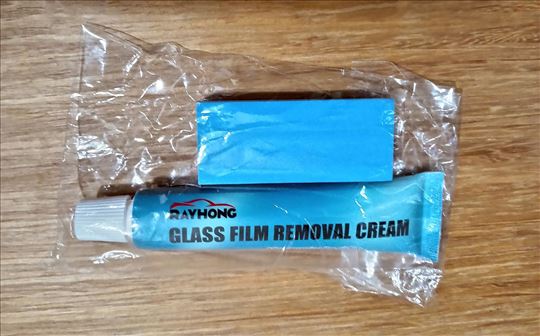 RAYHONG
GLASS FILM REMOVAL CREAM